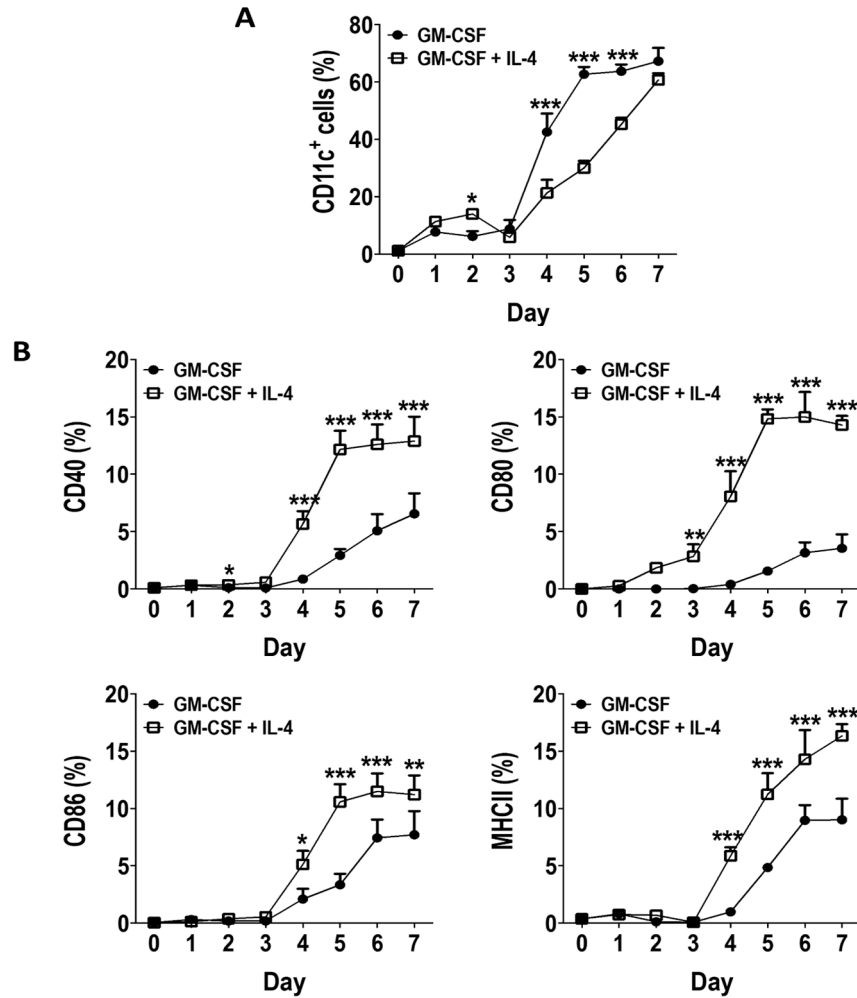 A
GM-CSF
GM-CSF + IL-4
CD11c+ cells (%)
80
60
40
20
0
* *** *** ***
0 1 2 3 4 5 6 7
Day
B
GM-CSF
GM-CSF + IL-4
CD40 (%)
20
15
10
5
0
* *** *** *** ***
0 1 2 3 4 5 6 7
Day
GM-CSF
GM-CSF + IL-4
CD80 (%)
20
15
10
5
0
** *** *** *** ***
0 1 2 3 4 5 6 7
Day
GM-CSF
GM-CSF + IL-4
CD86 (%)
20
15
10
5
0
* *** *** **
0 1 2 3 4 5 6 7
Day
GM-CSF
GM-CSF + IL-4
MHCII (%)
20
15
10
5
0
*** *** *** ***
0 1 2 3 4 5 6 7
Day